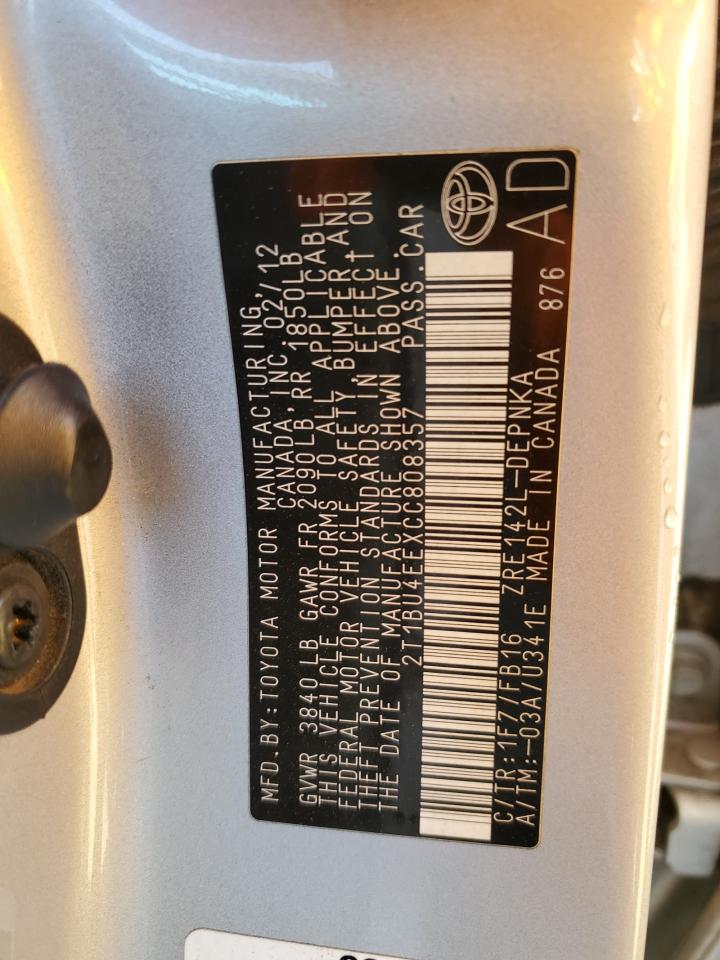 MFD.BY:TOYOTA MOTOR MANUFACTURING,
CANADA, INC. 02/12
GVWR 3840 LB GAWR FR 2090LB, RR 1850LB
THIS VEHICLE CONFORMS TO ALL APPLICABLE
FEDERAL MOTOR VEHICLE SAFETY, BUMPER, AND
THEFT PREVENTION STANDARDS IN EFFECT ON
THE DATE OF MANUFACTURE SHOWN ABOVE.
2T1BU4EEXCC808357 PASS.CAR
C/TR:1F7/FB16 ZRE142L-DEPNKA 876
A/TM:-03A/U341E MADE IN CANADA AD